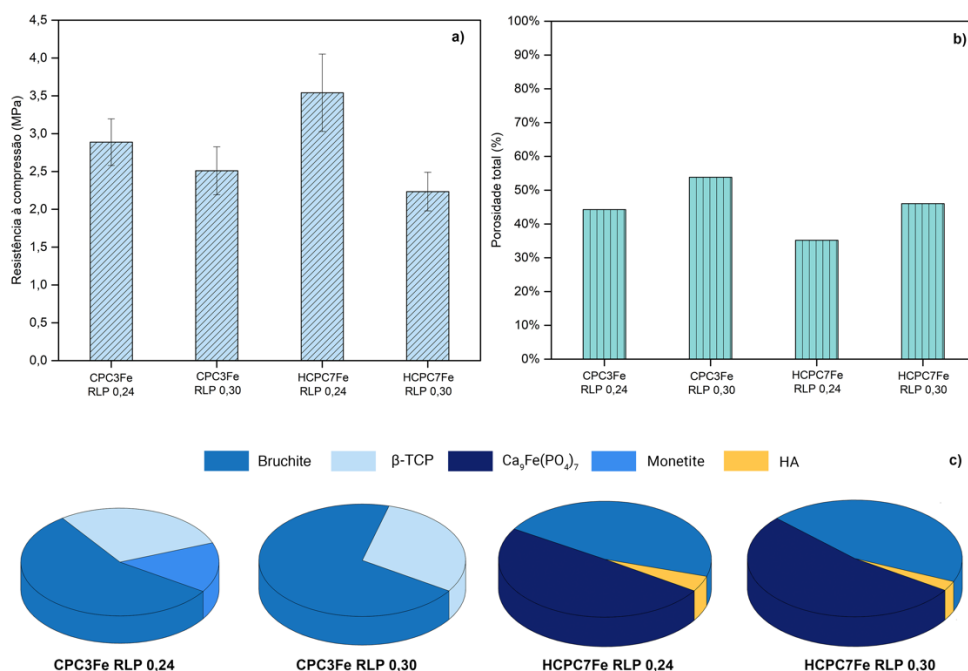 a)
Resistência à compressão (MPa)
4,5
4,0
3,5
3,0
2,5
2,0
1,5
1,0
0,5
0,0
CPC3Fe
RLP 0,24
CPC3Fe
RLP 0,30
HCPC7Fe
RLP 0,24
HCPC7Fe
RLP 0,30
b)
Porosidade total (%)
100%
90%
80%
70%
60%
50%
40%
30%
20%
10%
0%
CPC3Fe
RLP 0,24
CPC3Fe
RLP 0,30
HCPC7Fe
RLP 0,24
HCPC7Fe
RLP 0,30
Bruchite β-TCP Ca₉Fe(PO₄)₇ Monetite HA c)
CPC3Fe RLP 0,24
CPC3Fe RLP 0,30
HCPC7Fe RLP 0,24
HCPC7Fe RLP 0,30